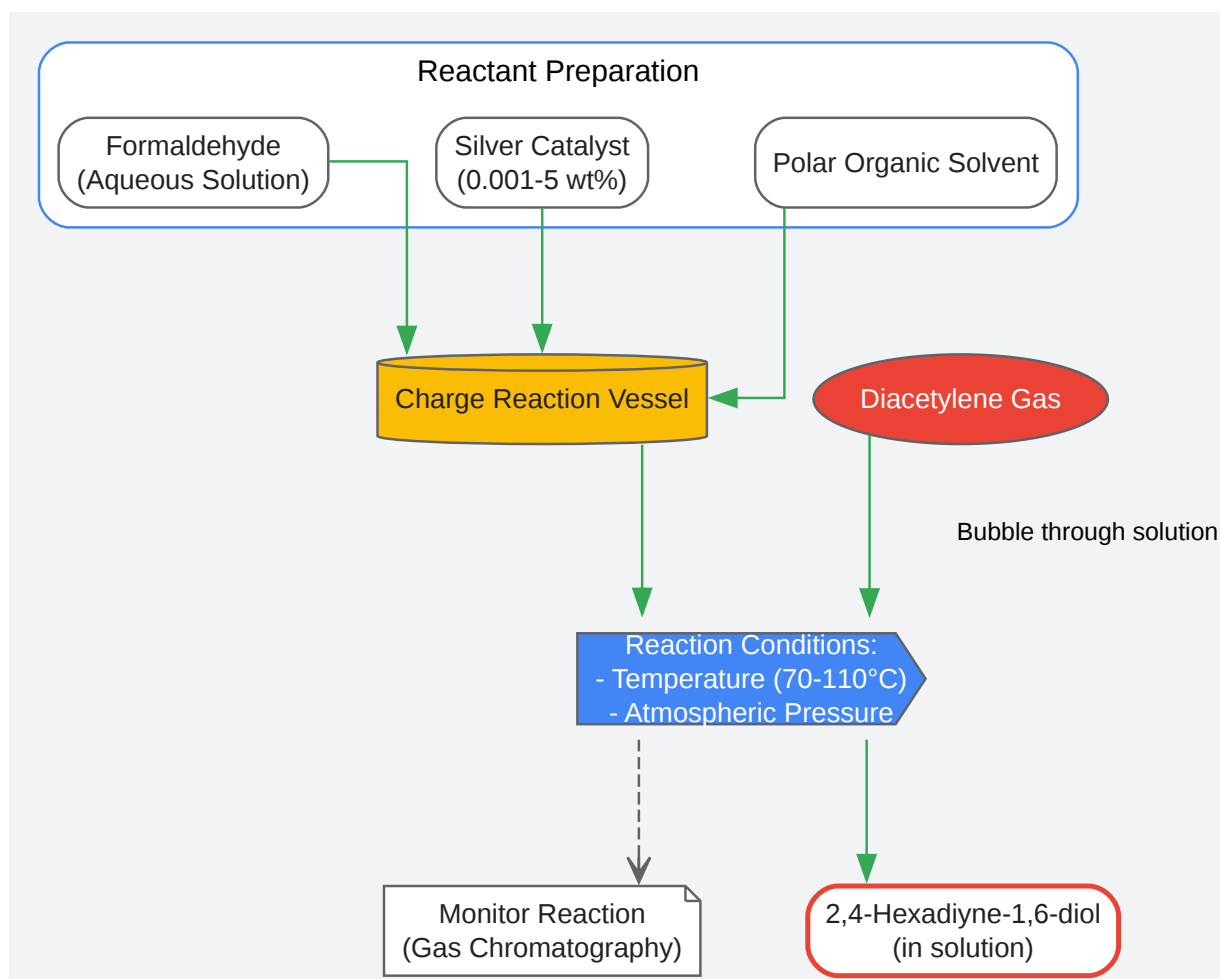 Reactant Preparation
Formaldehyde
(Aqueous Solution)
Silver Catalyst
(0.001-5 wt%)
Polar Organic Solvent
Charge Reaction Vessel
Diacetylene Gas
Bubble through solution
Reaction Conditions:
- Temperature (70-110°C)
- Atmospheric Pressure
Monitor Reaction
(Gas Chromatography)
2,4-Hexadiyne-1,6-diol
(in solution)